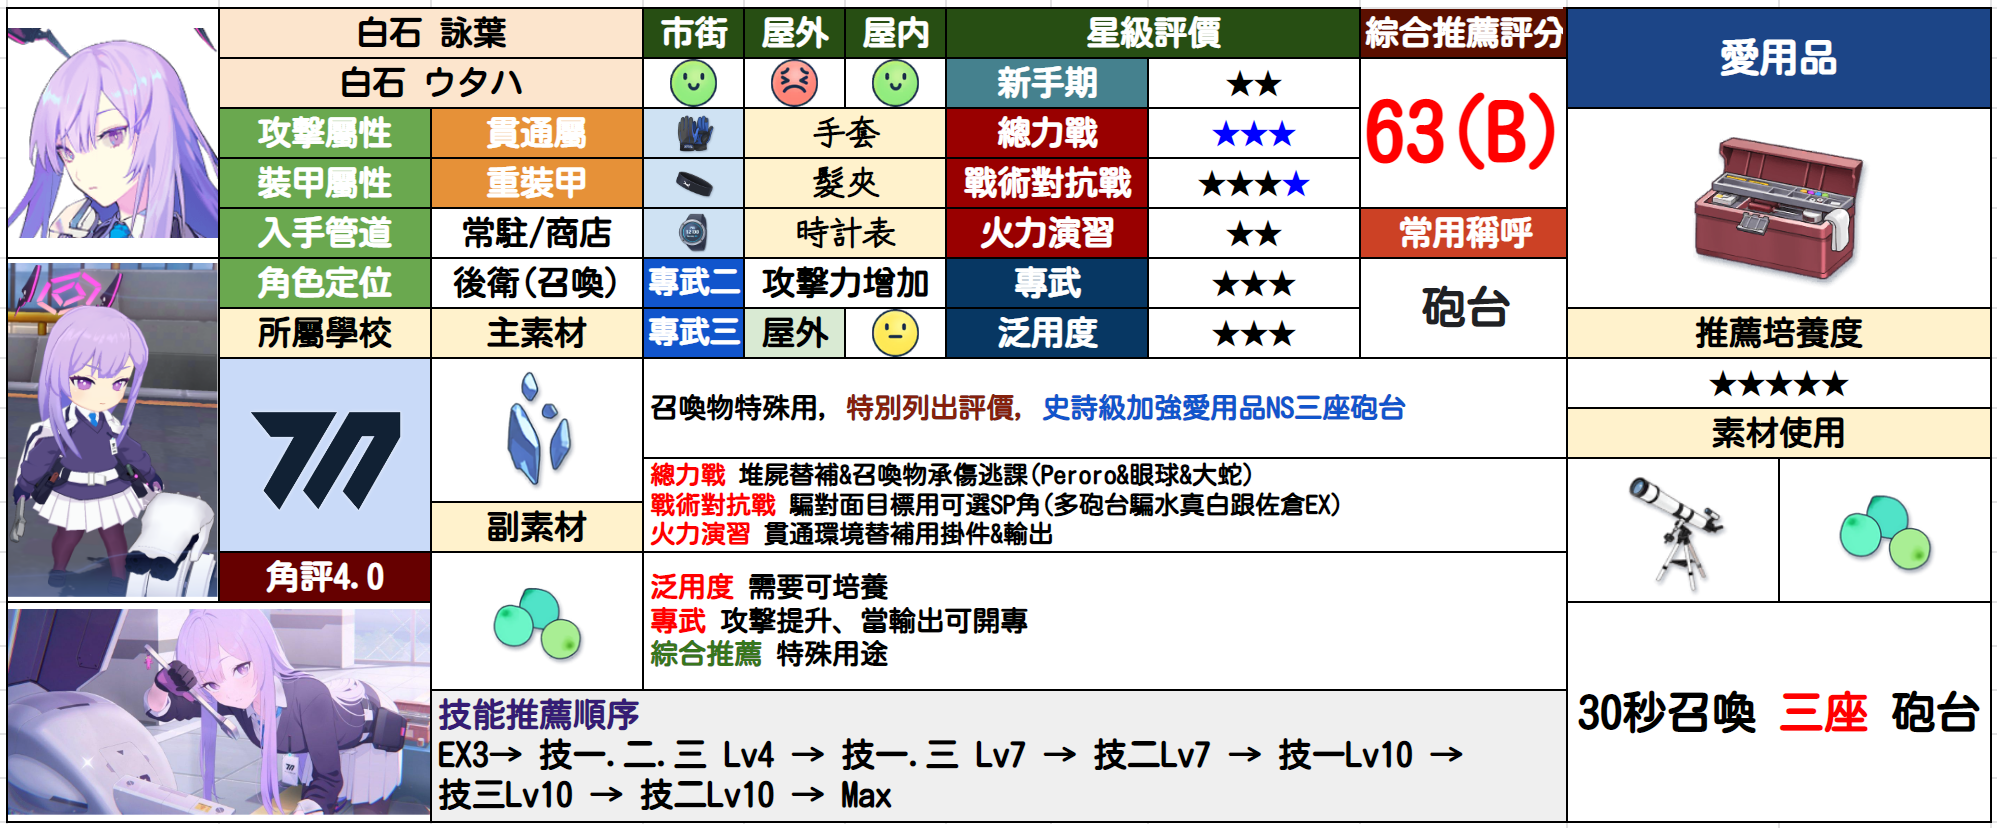 白石 詠葉
市街
屋外
屋内
星級評價
綜合推薦評分
愛用品
白石 ウタハ
新手期
★★
63(B)
攻擊屬性
貫通屬
手套
總力戰
★★★
裝甲屬性
重裝甲
髮夾
戰術對抗戰
★★★★
入手管道
常駐/商店
時計表
火力演習
★★
常用稱呼
角色定位
後衛(召喚)
專武二
攻擊力增加
專武
★★★
砲台
所屬學校
主素材
專武三
屋外
泛用度
★★★
推薦培養度
★★★★★
召喚物特殊用, 特別列出評價, 史詩級加強愛用品NS三座砲台
素材使用
總力戰 堆屍替補&召喚物承傷逃課(Peroro&眼球&大蛇)
戰術對抗戰 騙對面目標用可選SP角(多砲台騙水真白跟佐倉EX)
火力演習 貫通環境替補用掛件&輸出
副素材
角評4.0
泛用度 需要可培養
專武 攻擊提升、當輸出可開專
綜合推薦 特殊用途
30秒召喚 三座 砲台
技能推薦順序
EX3→ 技一.二.三 Lv4 → 技一.三 Lv7 → 技二Lv7 → 技一Lv10 →
技三Lv10 → 技二Lv10 → Max